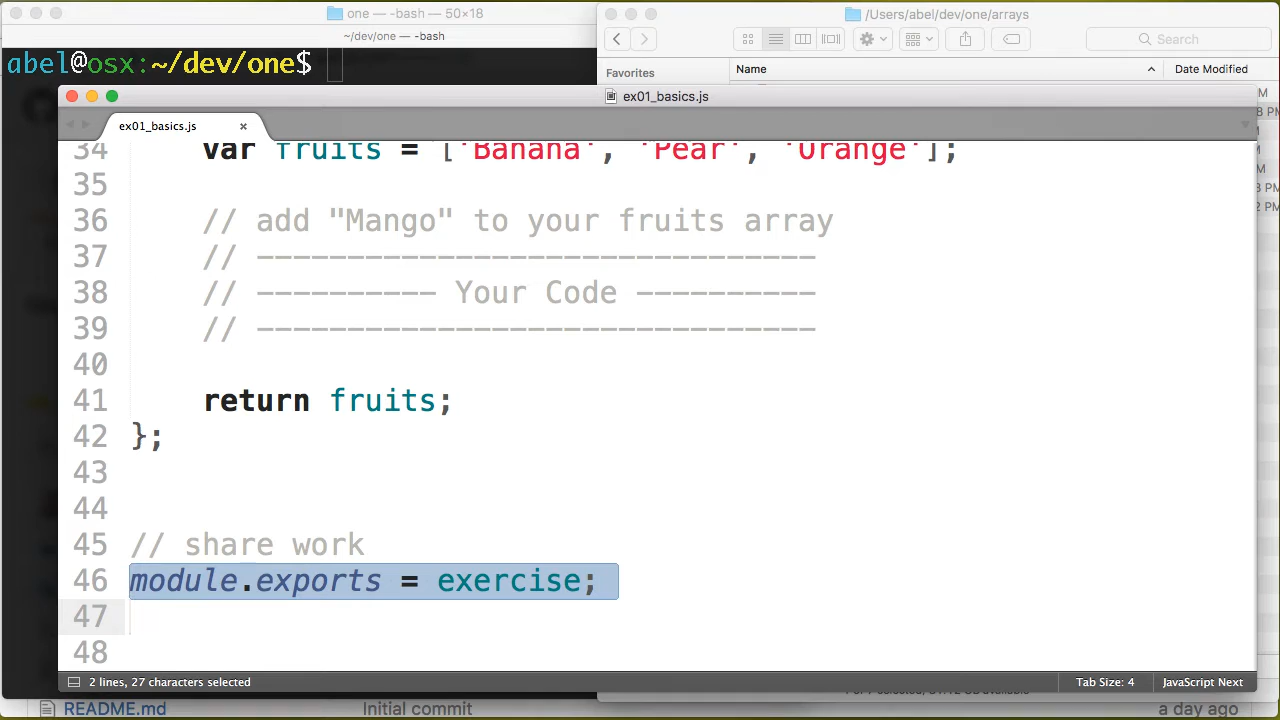 one — -bash — 50×18
~/dev/one — -bash
abel@osx:~/dev/one$
/Users/abel/dev/one/arrays
Search
Favorites
Name
Date Modified
ex01_basics.js
ex01_basics.js
34 var fruits = ['Banana', 'Pear', 'Orange'];
35
36 // add "Mango" to your fruits array
37 // -------------------------------
38 // ---------- Your Code ----------
39 // -------------------------------
40
41 return fruits;
42 };
43
44
45 // share work
46 module.exports = exercise;
47
48
2 lines, 27 characters selected
Tab Size: 4
JavaScript Next
README.md
Initial commit
a day ago